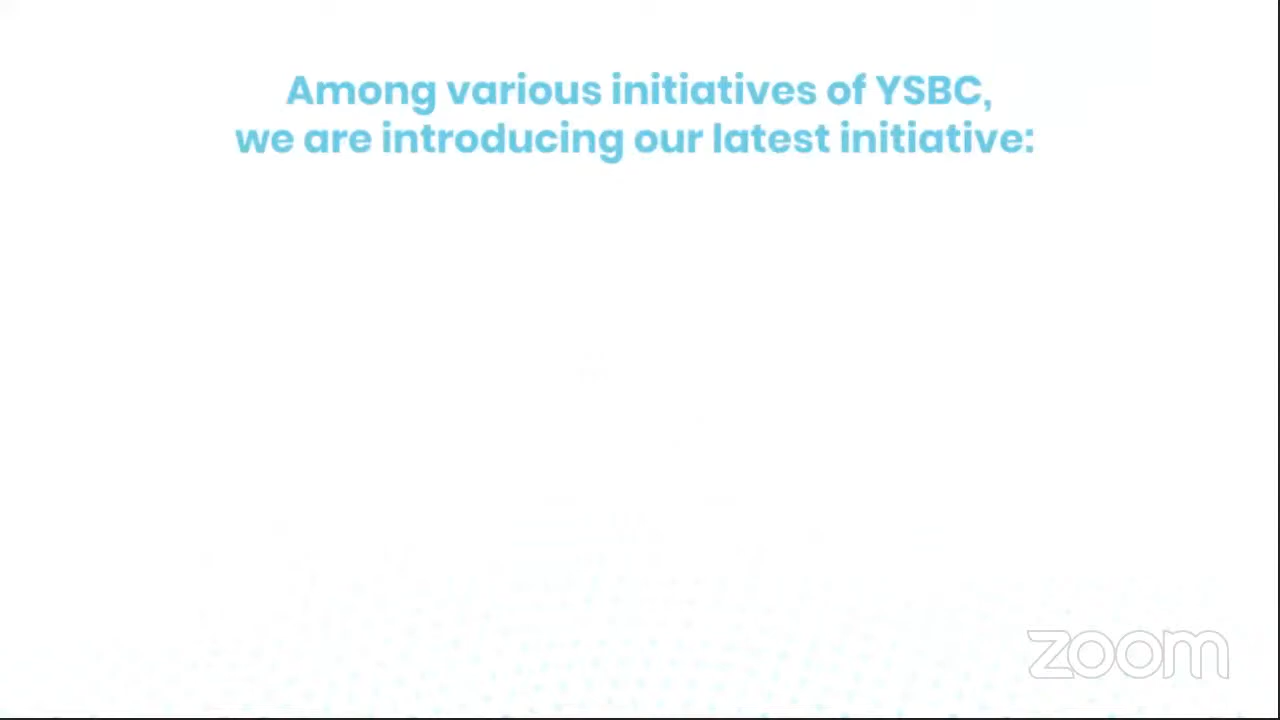 Among various initiatives of YSBC,
we are introducing our latest initiative:
zoom